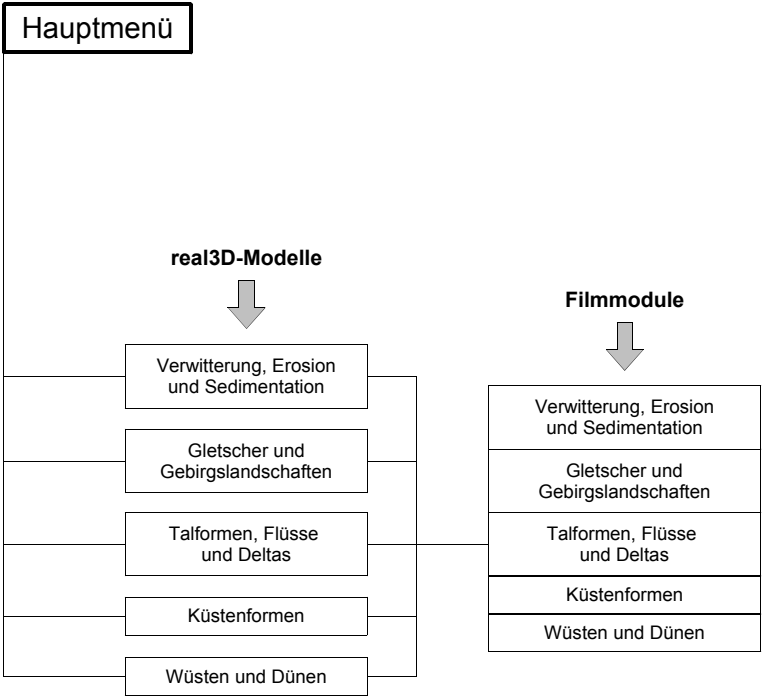 Hauptmenü
real3D-Modelle
Verwitterung, Erosion
und Sedimentation
Gletscher und
Gebirgslandschaften
Talformen, Flüsse
und Deltas
Küstenformen
Wüsten und Dünen
Filmmodule
Verwitterung, Erosion
und Sedimentation
Gletscher und
Gebirgslandschaften
Talformen, Flüsse
und Deltas
Küstenformen
Wüsten und Dünen